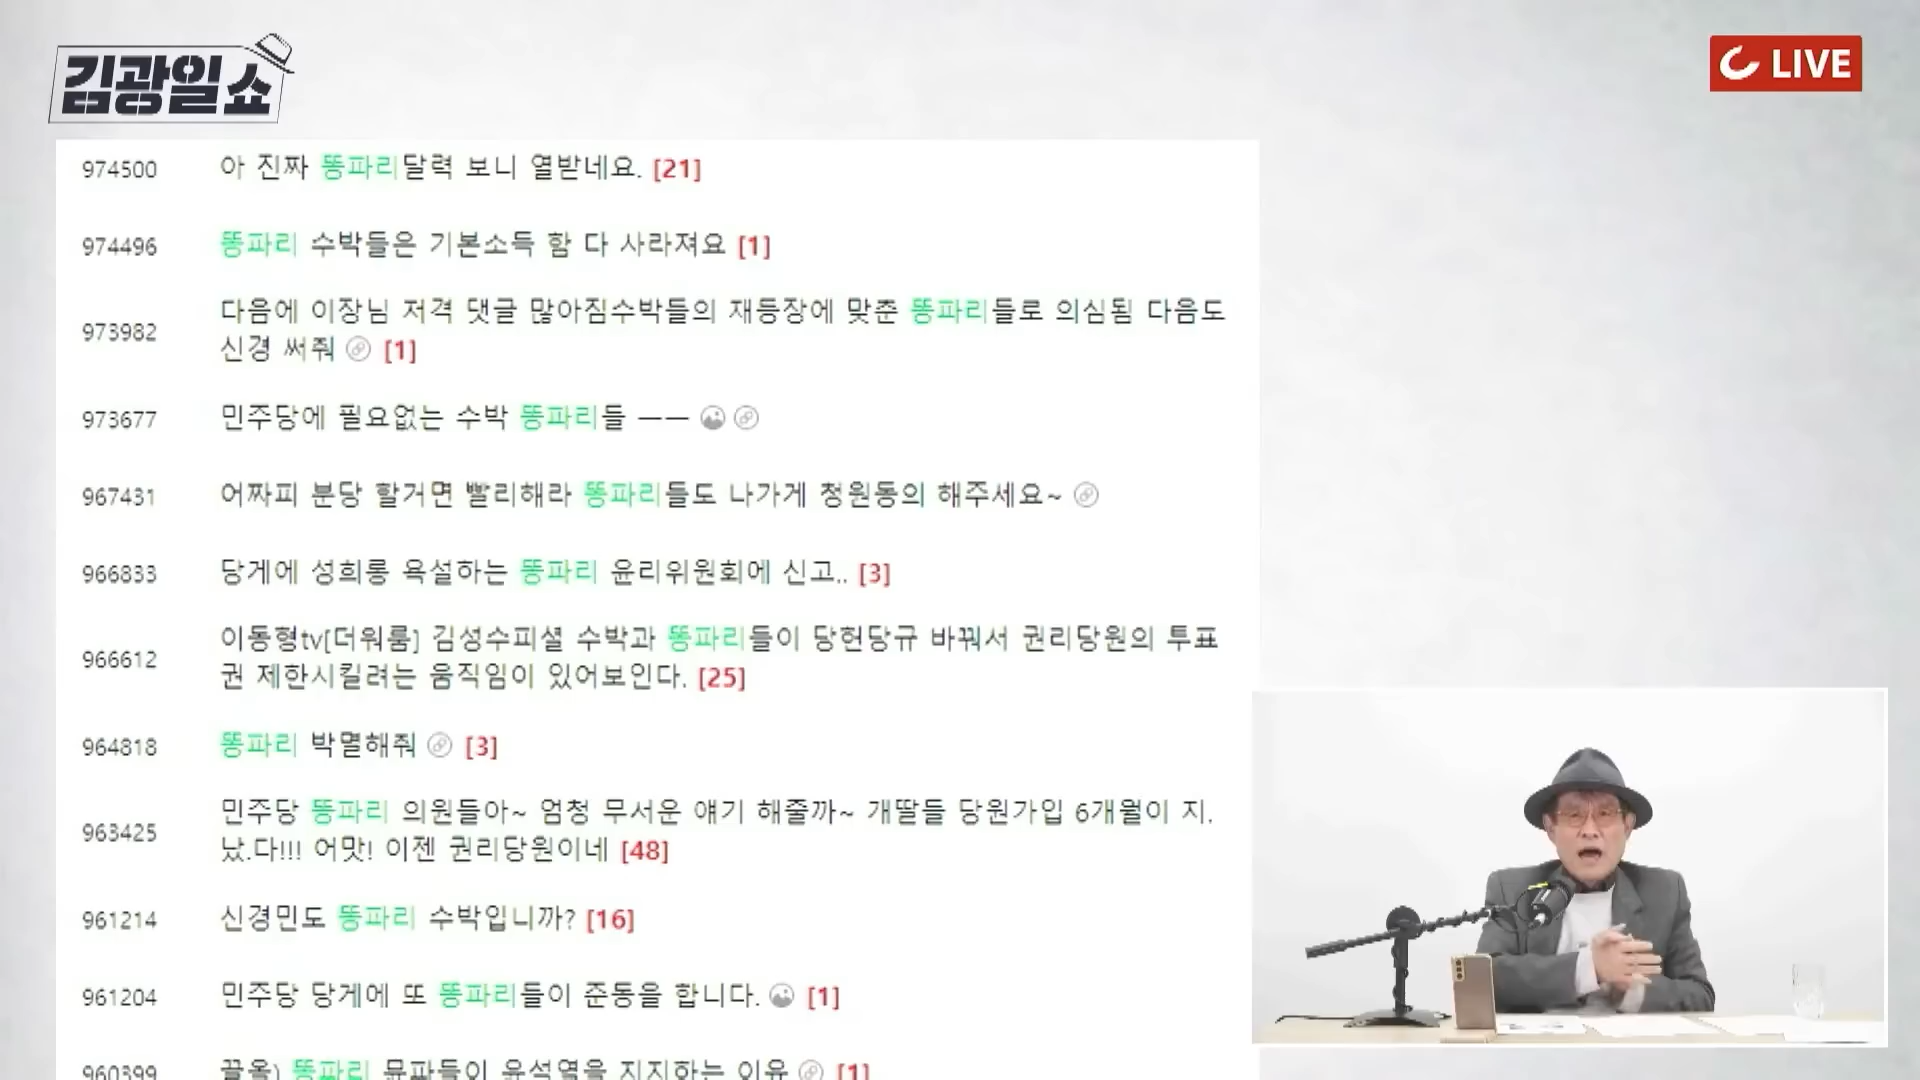 김광일쇼
LIVE
974500 아 진짜 똥파리달력 보니 열받네요. [21]
974496 똥파리 수박들은 기본소득 함 다 사라져요 [1]
973982 다음에 이장님 저격 댓글 많아짐수박들의 재등장에 맞춘 똥파리들로 의심됨 다음도
신경 써줘 [1]
973677 민주당에 필요없는 수박 똥파리들 ㅡㅡ
967431 어짜피 분당 할거면 빨리해라 똥파리들도 나가게 청원동의 해주세요~
966833 당게에 성희롱 욕설하는 똥파리 윤리위원회에 신고.. [3]
966612 이동형tv[더워룸] 김성수피셜 수박과 똥파리들이 당헌당규 바꿔서 권리당원의 투표
권 제한시킬려는 움직임이 있어보인다. [25]
964818 똥파리 박멸해줘 [3]
963425 민주당 똥파리 의원들아~ 엄청 무서운 얘기 해줄까~ 개딸들 당원가입 6개월이 지.
났.다!!! 어맛! 이젠 권리당원이네 [48]
961214 신경민도 똥파리 수박입니까? [16]
961204 민주당 당게에 또 똥파리들이 준동을 합니다. [1]
960399 끌올) 똥파리 문파들이 윤석열을 지지하는 이유 [1]